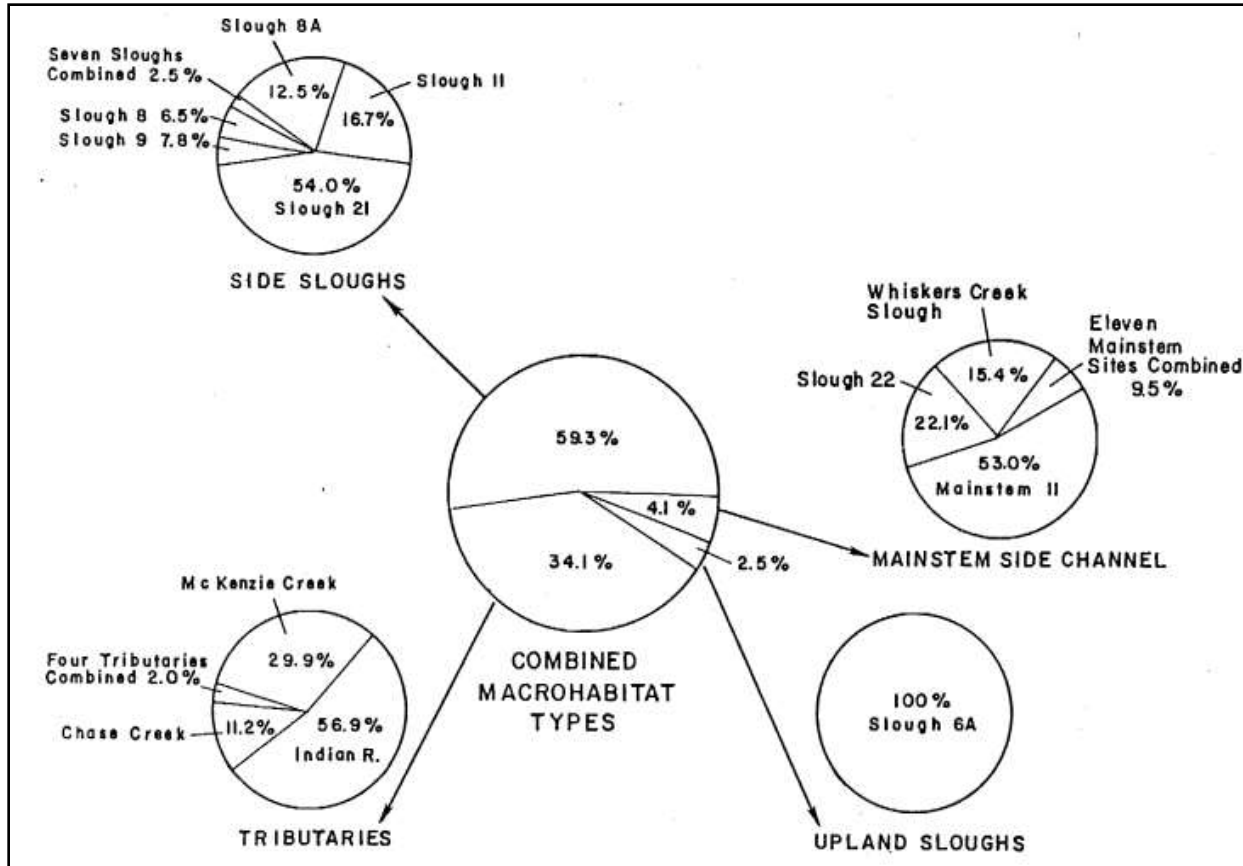 Slough 8A
Seven Sloughs
Combined 2.5%
12.5%
Slough 11
Slough 8 6.5%
16.7%
Slough 9 7.8%
54.0%
Slough 21
SIDE SLOUGHS
Whiskers Creek
Slough
Eleven
Mainstem
Sites Combined
9.5%
Slough 22
15.4%
22.1%
53.0%
Mainstem 11
MAINSTEM SIDE CHANNEL
59.3%
4.1%
2.5%
34.1%
COMBINED
MACROHABITAT
TYPES
McKenzie Creek
29.9%
Four Tributaries
Combined 2.0%
Chase Creek
11.2%
56.9%
Indian R.
TRIBUTARIES
100%
Slough 6A
UPLAND SLOUGHS